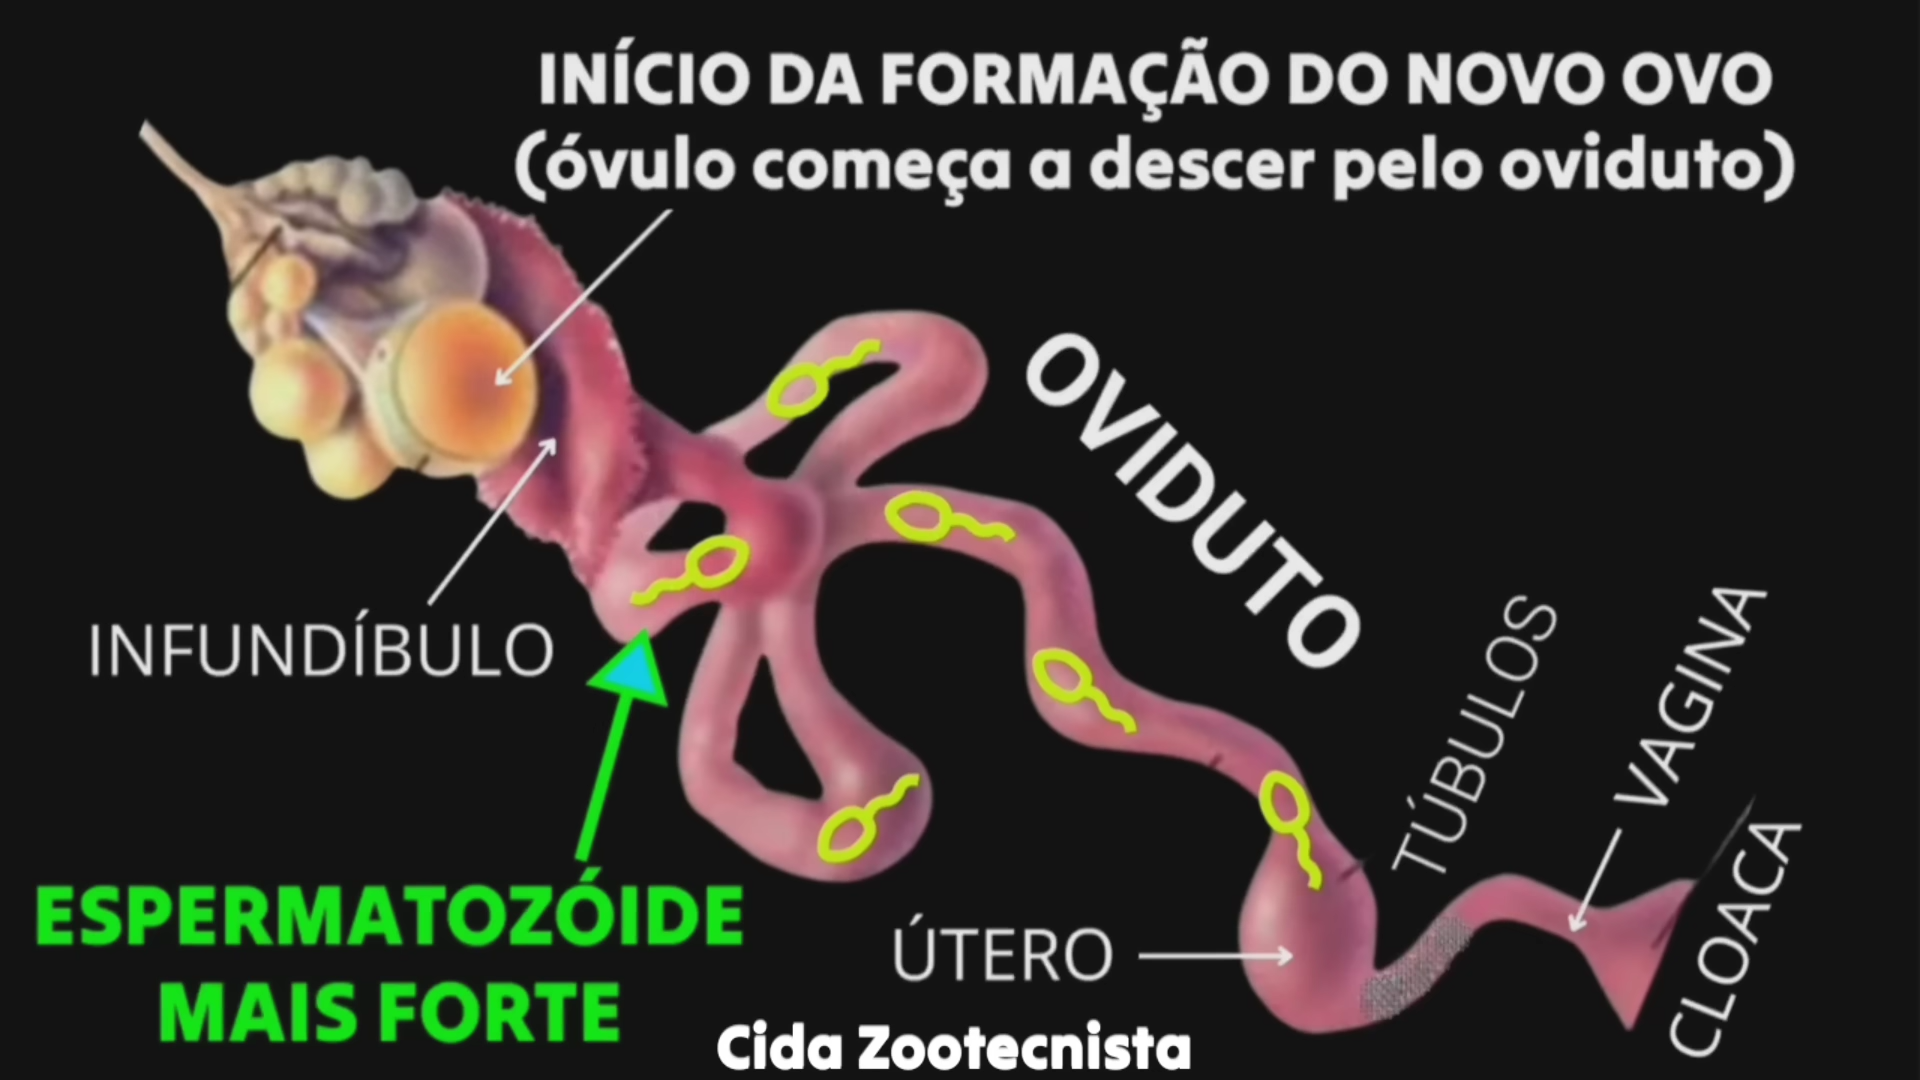 INÍCIO DA FORMAÇÃO DO NOVO OVO
(óvulo começa a descer pelo oviduto)
OVIDUTO
INFUNDÍBULO
TÚBULOS
VAGINA
CLOACA
ESPERMATOZÓIDE
MAIS FORTE
ÚTERO
Cida Zootecnista